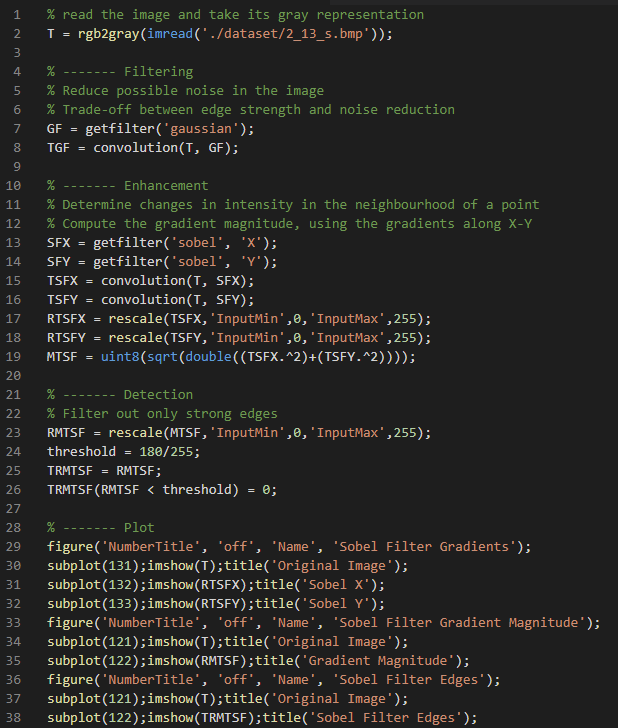 1 % read the image and take its gray representation
2 T = rgb2gray(imread('./dataset/2_13_s.bmp'));
3
4 % ------- Filtering
5 % Reduce possible noise in the image
6 % Trade-off between edge strength and noise reduction
7 GF = getfilter('gaussian');
8 TGF = convolution(T, GF);
9
10 % ------- Enhancement
11 % Determine changes in intensity in the neighbourhood of a point
12 % Compute the gradient magnitude, using the gradients along X-Y
13 SFX = getfilter('sobel', 'X');
14 SFY = getfilter('sobel', 'Y');
15 TSFX = convolution(T, SFX);
16 TSFY = convolution(T, SFY);
17 RTSFX = rescale(TSFX,'InputMin',0,'InputMax',255);
18 RTSFY = rescale(TSFY,'InputMin',0,'InputMax',255);
19 MTSF = uint8(sqrt(double((TSFX.^2)+(TSFY.^2))));
20
21 % ------- Detection
22 % Filter out only strong edges
23 RMTSF = rescale(MTSF,'InputMin',0,'InputMax',255);
24 threshold = 180/255;
25 TRMTSF = RMTSF;
26 TRMTSF(RMTSF < threshold) = 0;
27
28 % ------- Plot
29 figure('NumberTitle', 'off', 'Name', 'Sobel Filter Gradients');
30 subplot(131);imshow(T);title('Original Image');
31 subplot(132);imshow(RTSFX);title('Sobel X');
32 subplot(133);imshow(RTSFY);title('Sobel Y');
33 figure('NumberTitle', 'off', 'Name', 'Sobel Filter Gradient Magnitude');
34 subplot(121);imshow(T);title('Original Image');
35 subplot(122);imshow(RMTSF);title('Gradient Magnitude');
36 figure('NumberTitle', 'off', 'Name', 'Sobel Filter Edges');
37 subplot(121);imshow(T);title('Original Image');
38 subplot(122);imshow(TRMTSF);title('Sobel Filter Edges');